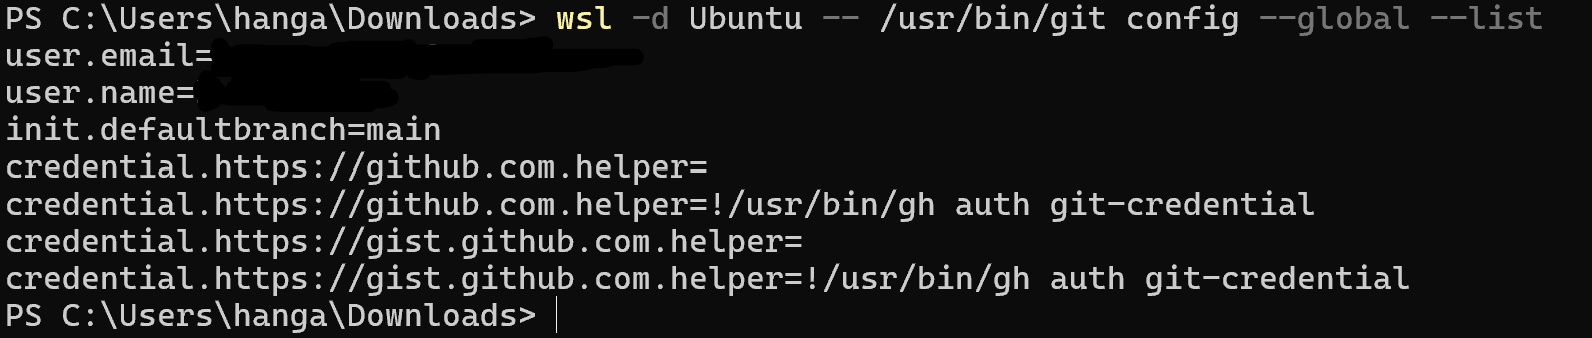 PS C:\Users\hanga\Downloads> wsl -d Ubuntu -- /usr/bin/git config --global --list
user.email=
user.name=
init.defaultbranch=main
credential.https://github.com.helper=
credential.https://github.com.helper=!/usr/bin/gh auth git-credential
credential.https://gist.github.com.helper=
credential.https://gist.github.com.helper=!/usr/bin/gh auth git-credential
PS C:\Users\hanga\Downloads>